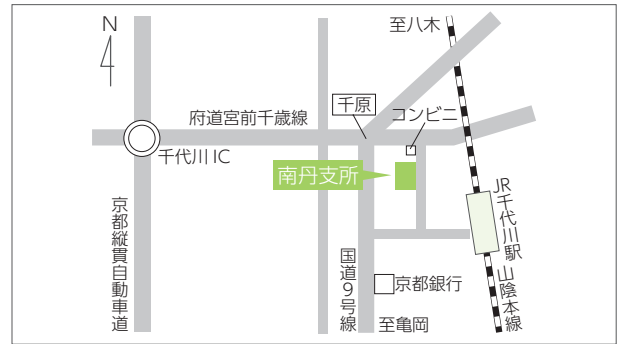 N
至八木
千原
コンビニ
府道宮前千歳線
千代川IC
南丹支所
JR千代川駅
京都縦貫自動車道
国道9号線
京都銀行
山陰本線
至亀岡